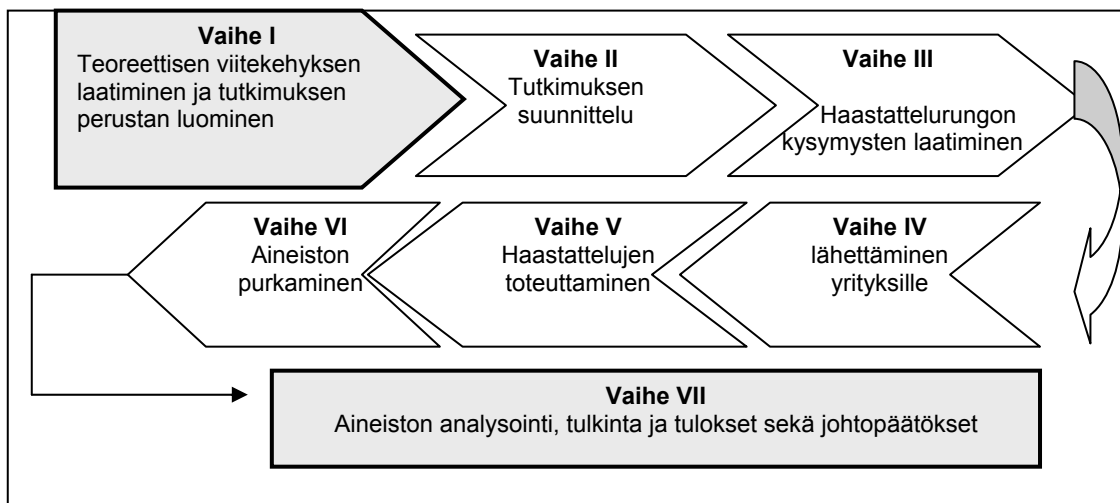 Vaihe I
Teoreettisen viitekehyksen
laatiminen ja tutkimuksen
perustan luominen
Vaihe II
Tutkimuksen
suunnittelu
Vaihe III
Haastattelurungon
kysymysten laatiminen
Vaihe IV
lähettäminen
yrityksille
Vaihe V
Haastattelujen
toteuttaminen
Vaihe VI
Aineiston
purkaminen
Vaihe VII
Aineiston analysointi, tulkinta ja tulokset sekä johtopäätökset